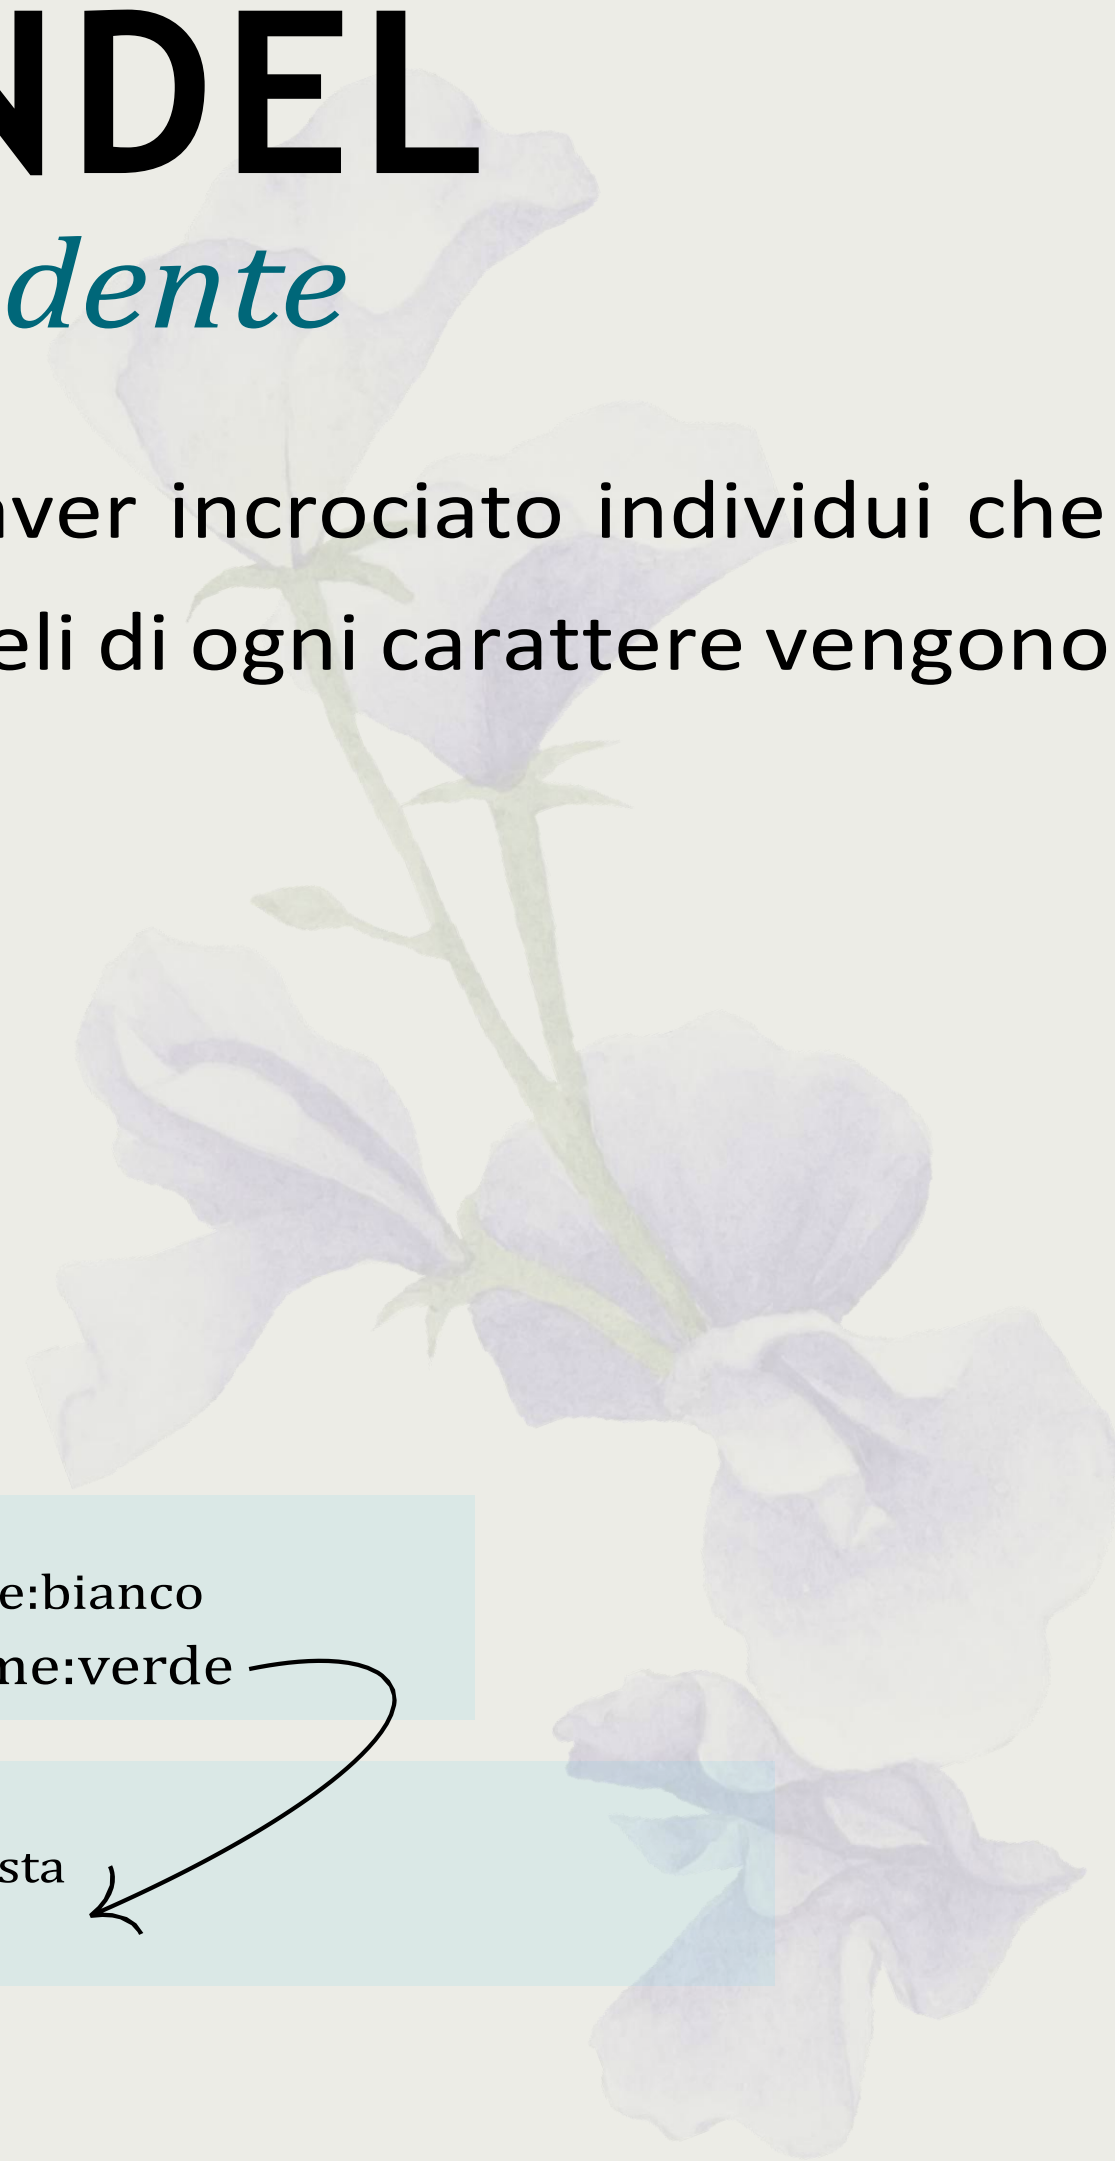 NDEL
dente
ver incrociato individui che
eli di ogni carattere vengono
e:bianco
me:verde
sta